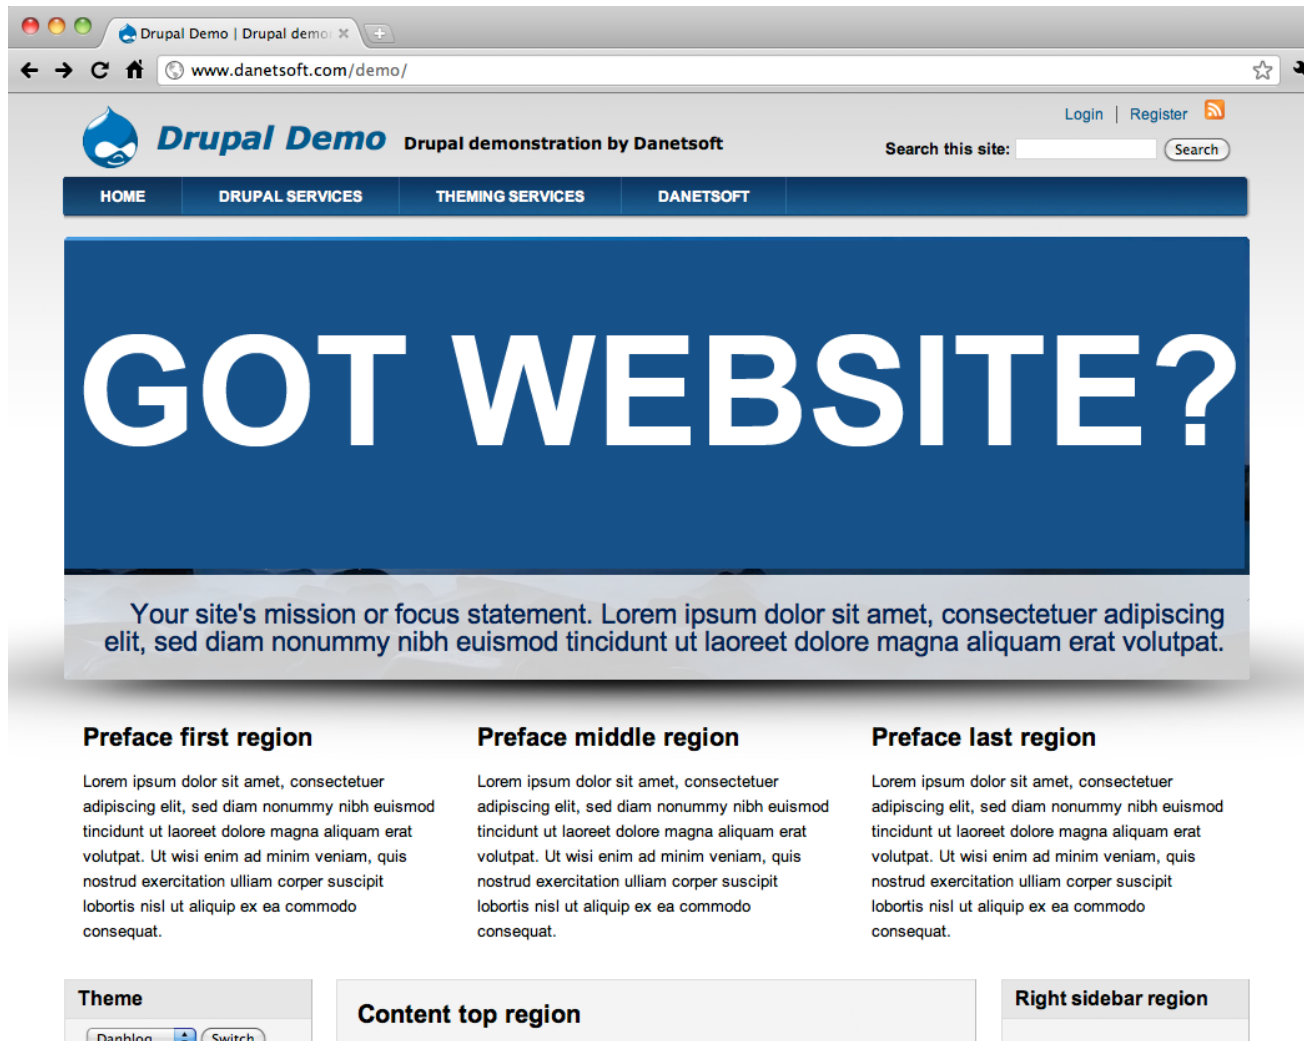 Drupal Demo | Drupal demo
www.danetsoft.com/demo/
Login | Register
Drupal Demo Drupal demonstration by Danetsoft
Search this site: Search
HOME DRUPAL SERVICES THEMING SERVICES DANETSOFT
GOT WEBSITE?
Your site's mission or focus statement. Lorem ipsum dolor sit amet, consectetuer adipiscing
elit, sed diam nonummy nibh euismod tincidunt ut laoreet dolore magna aliquam erat volutpat.
Preface first region
Lorem ipsum dolor sit amet, consectetuer
adipiscing elit, sed diam nonummy nibh euismod
tincidunt ut laoreet dolore magna aliquam erat
volutpat. Ut wisi enim ad minim veniam, quis
nostrud exercitation ulliam corper suscipit
lobortis nisl ut aliquip ex ea commodo
consequat.
Preface middle region
Lorem ipsum dolor sit amet, consectetuer
adipiscing elit, sed diam nonummy nibh euismod
tincidunt ut laoreet dolore magna aliquam erat
volutpat. Ut wisi enim ad minim veniam, quis
nostrud exercitation ulliam corper suscipit
lobortis nisl ut aliquip ex ea commodo
consequat.
Preface last region
Lorem ipsum dolor sit amet, consectetuer
adipiscing elit, sed diam nonummy nibh euismod
tincidunt ut laoreet dolore magna aliquam erat
volutpat. Ut wisi enim ad minim veniam, quis
nostrud exercitation ulliam corper suscipit
lobortis nisl ut aliquip ex ea commodo
consequat.
Theme
Danblog Switch
Content top region
Right sidebar region